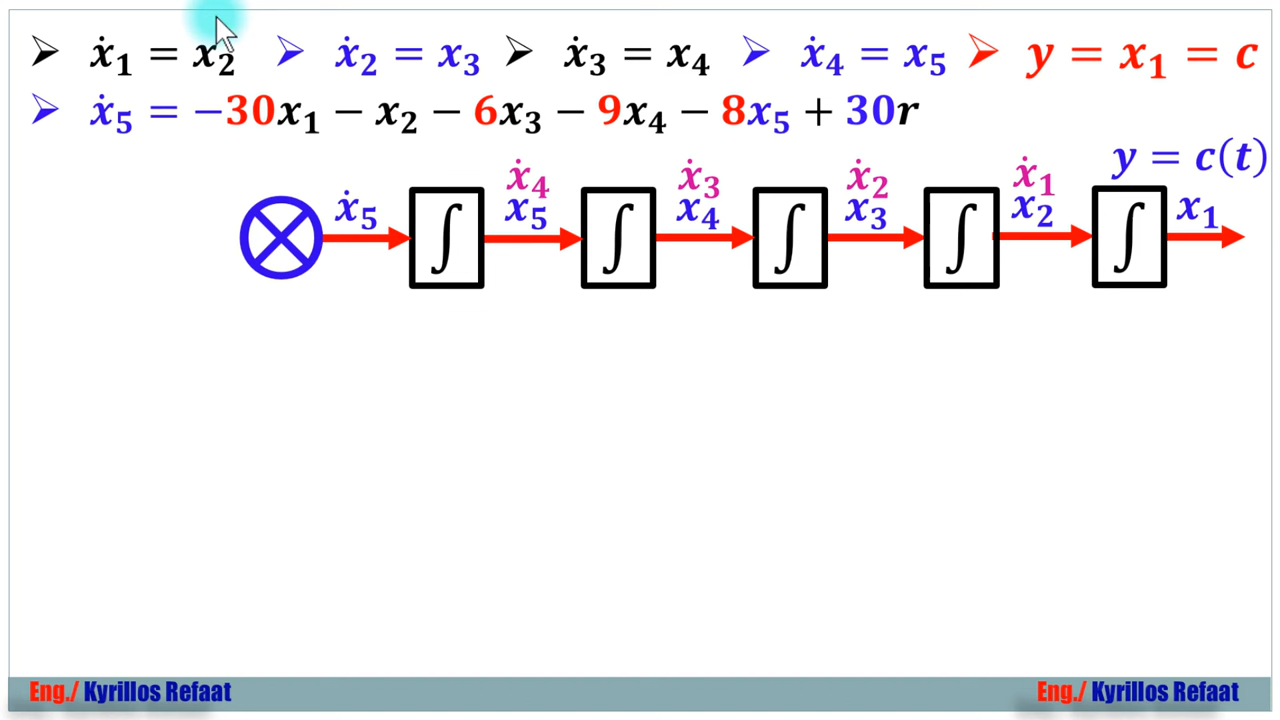 ➢ ẋ₁ = x₂ ➢ ẋ₂ = x₃ ➢ ẋ₃ = x₄ ➢ ẋ₄ = x₅ ➢ y = x₁ = c
➢ ẋ₅ = −30x₁ − x₂ − 6x₃ − 9x₄ − 8x₅ + 30r
y = c(t)
ẋ₄ ẋ₃ ẋ₂ ẋ₁
ẋ₅ x₅ x₄ x₃ x₂ x₁
∫ ∫ ∫ ∫ ∫
Eng./ Kyrillos Refaat Eng./ Kyrillos Refaat